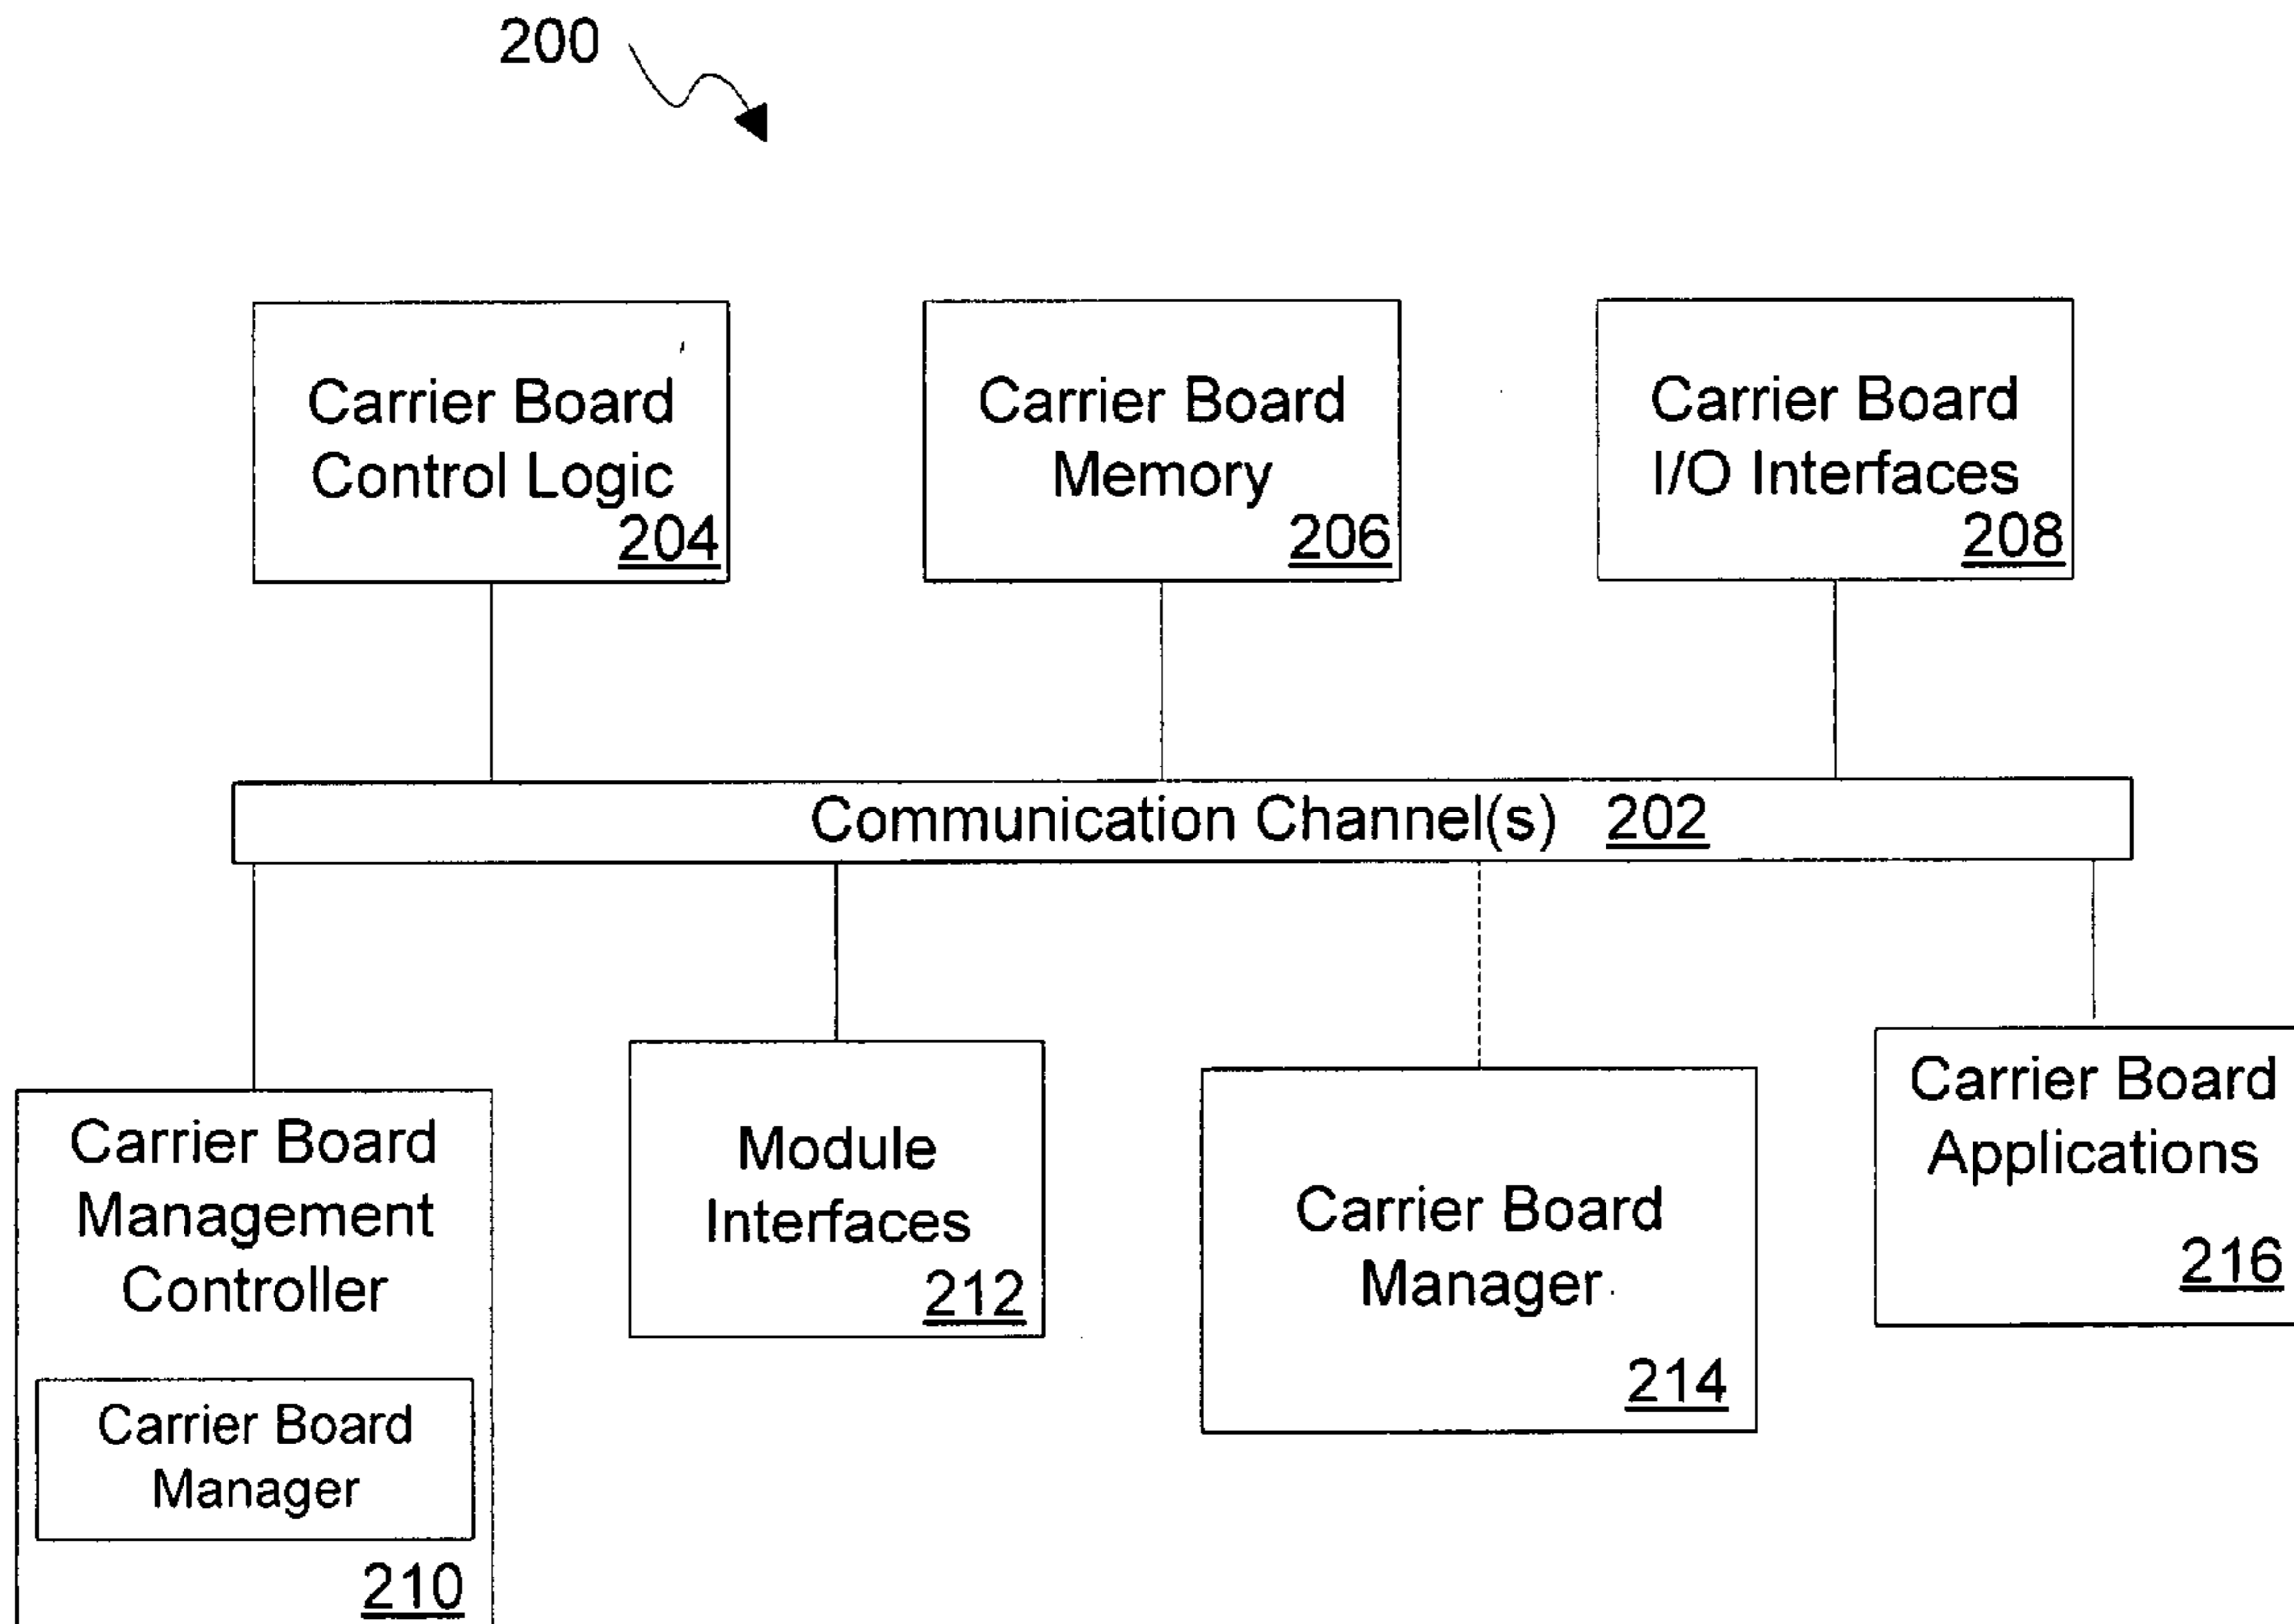 200
Carrier Board
Control Logic
204
Carrier Board
Memory
206
Carrier Board
I/O Interfaces
208
Communication Channel(s) 202
Carrier Board
Management
Controller
Carrier Board
Manager
210
Module
Interfaces
212
Carrier Board
Manager
214
Carrier Board
Applications
216